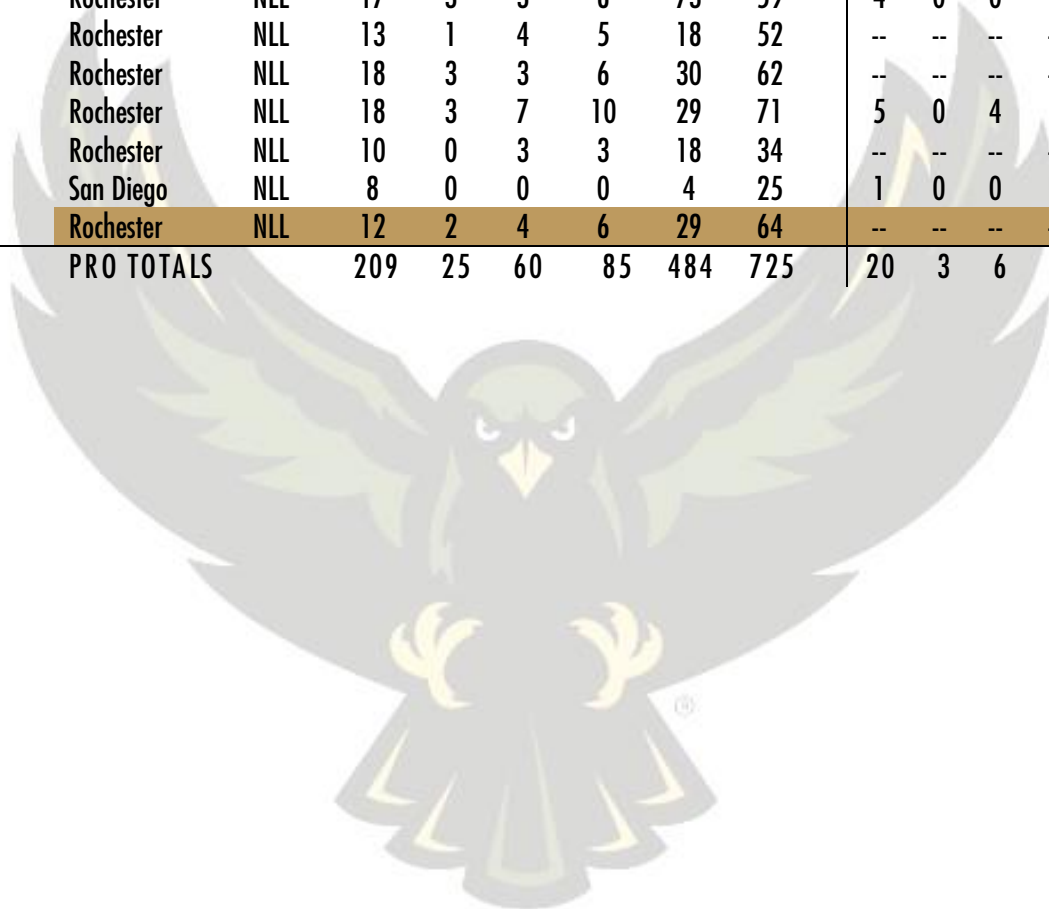 Rochester NLL 13 1 4 5 18 52 -- -- --
Rochester NLL 18 3 3 6 30 62 -- -- --
Rochester NLL 18 3 7 10 29 71 5 0 4
Rochester NLL 10 0 3 3 18 34 -- -- --
San Diego NLL 8 0 0 0 4 25 1 0 0
Rochester NLL 12 2 4 6 29 64 -- -- --
PRO TOTALS 209 25 60 85 484 725 20 3 6
®